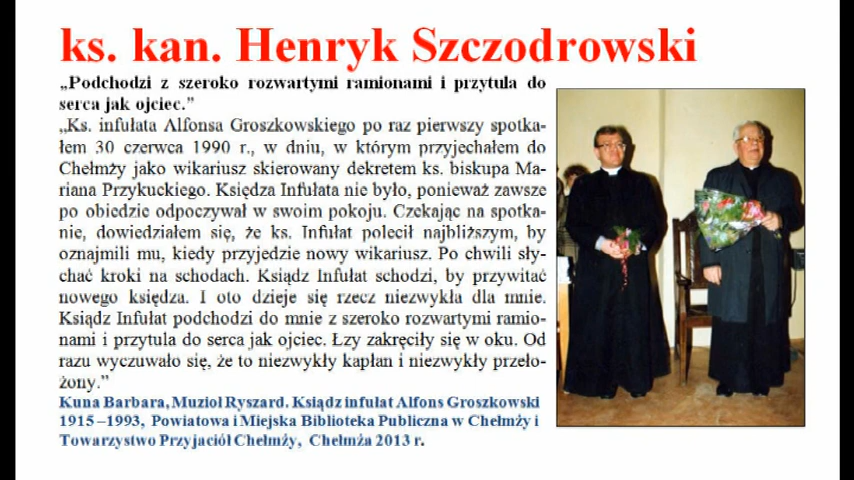 ks. kan. Henryk Szczodrowski
„Podchodzi z szeroko rozwartymi ramionami i przytula do
serca jak ojciec.”
„Ks. infułata Alfonsa Groszkowskiego po raz pierwszy spotka-
łem 30 czerwca 1990 r., w dniu, w którym przyjechałem do
Chełmży jako wikariusz skierowany dekretem ks. biskupa Ma-
riana Przykuckiego. Księdza Infułata nie było, ponieważ zawsze
po obiedzie odpoczywał w swoim pokoju. Czekając na spotka-
nie, dowiedziałem się, że ks. Infułat polecił najbliższym, by
oznajmili mu, kiedy przyjedzie nowy wikariusz. Po chwili sły-
chać kroki na schodach. Ksiądz Infułat schodzi, by przywitać
nowego księdza. I oto dzieje się rzecz niezwykła dla mnie.
Ksiądz Infułat podchodzi do mnie z szeroko rozwartymi ramio-
nami i przytula do serca jak ojciec. Łzy zakręciły się w oku. Od
razu wyczuwało się, że to niezwykły kapłan i niezwykły przeło-
żony.”
Kuna Barbara, Muzioł Ryszard. Ksiądz infułat Alfons Groszkowski
1915 –1993, Powiatowa i Miejska Biblioteka Publiczna w Chełmży i
Towarzystwo Przyjaciół Chełmży, Chełmża 2013 r.